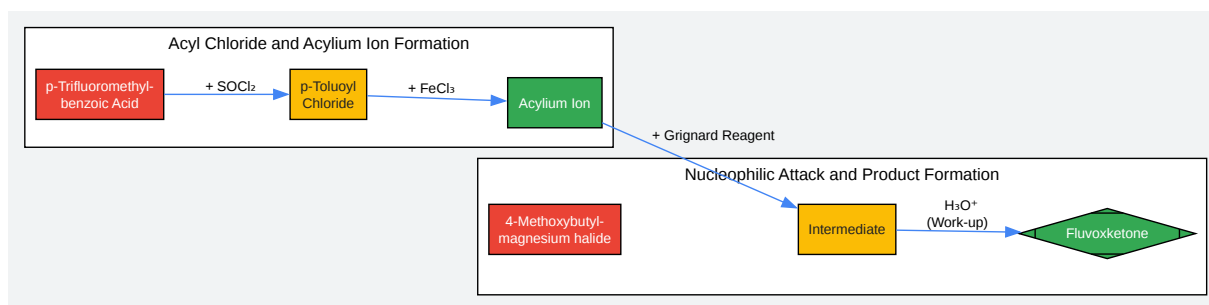 Acyl Chloride and Acylium Ion Formation
p-Trifluoromethyl-
benzoic Acid
+ SOCl₂
p-Toluoyl
Chloride
+ FeCl₃
Acylium Ion
+ Grignard Reagent
Nucleophilic Attack and Product Formation
4-Methoxybutyl-
magnesium halide
Intermediate
H₃O⁺
(Work-up)
Fluvoxketone